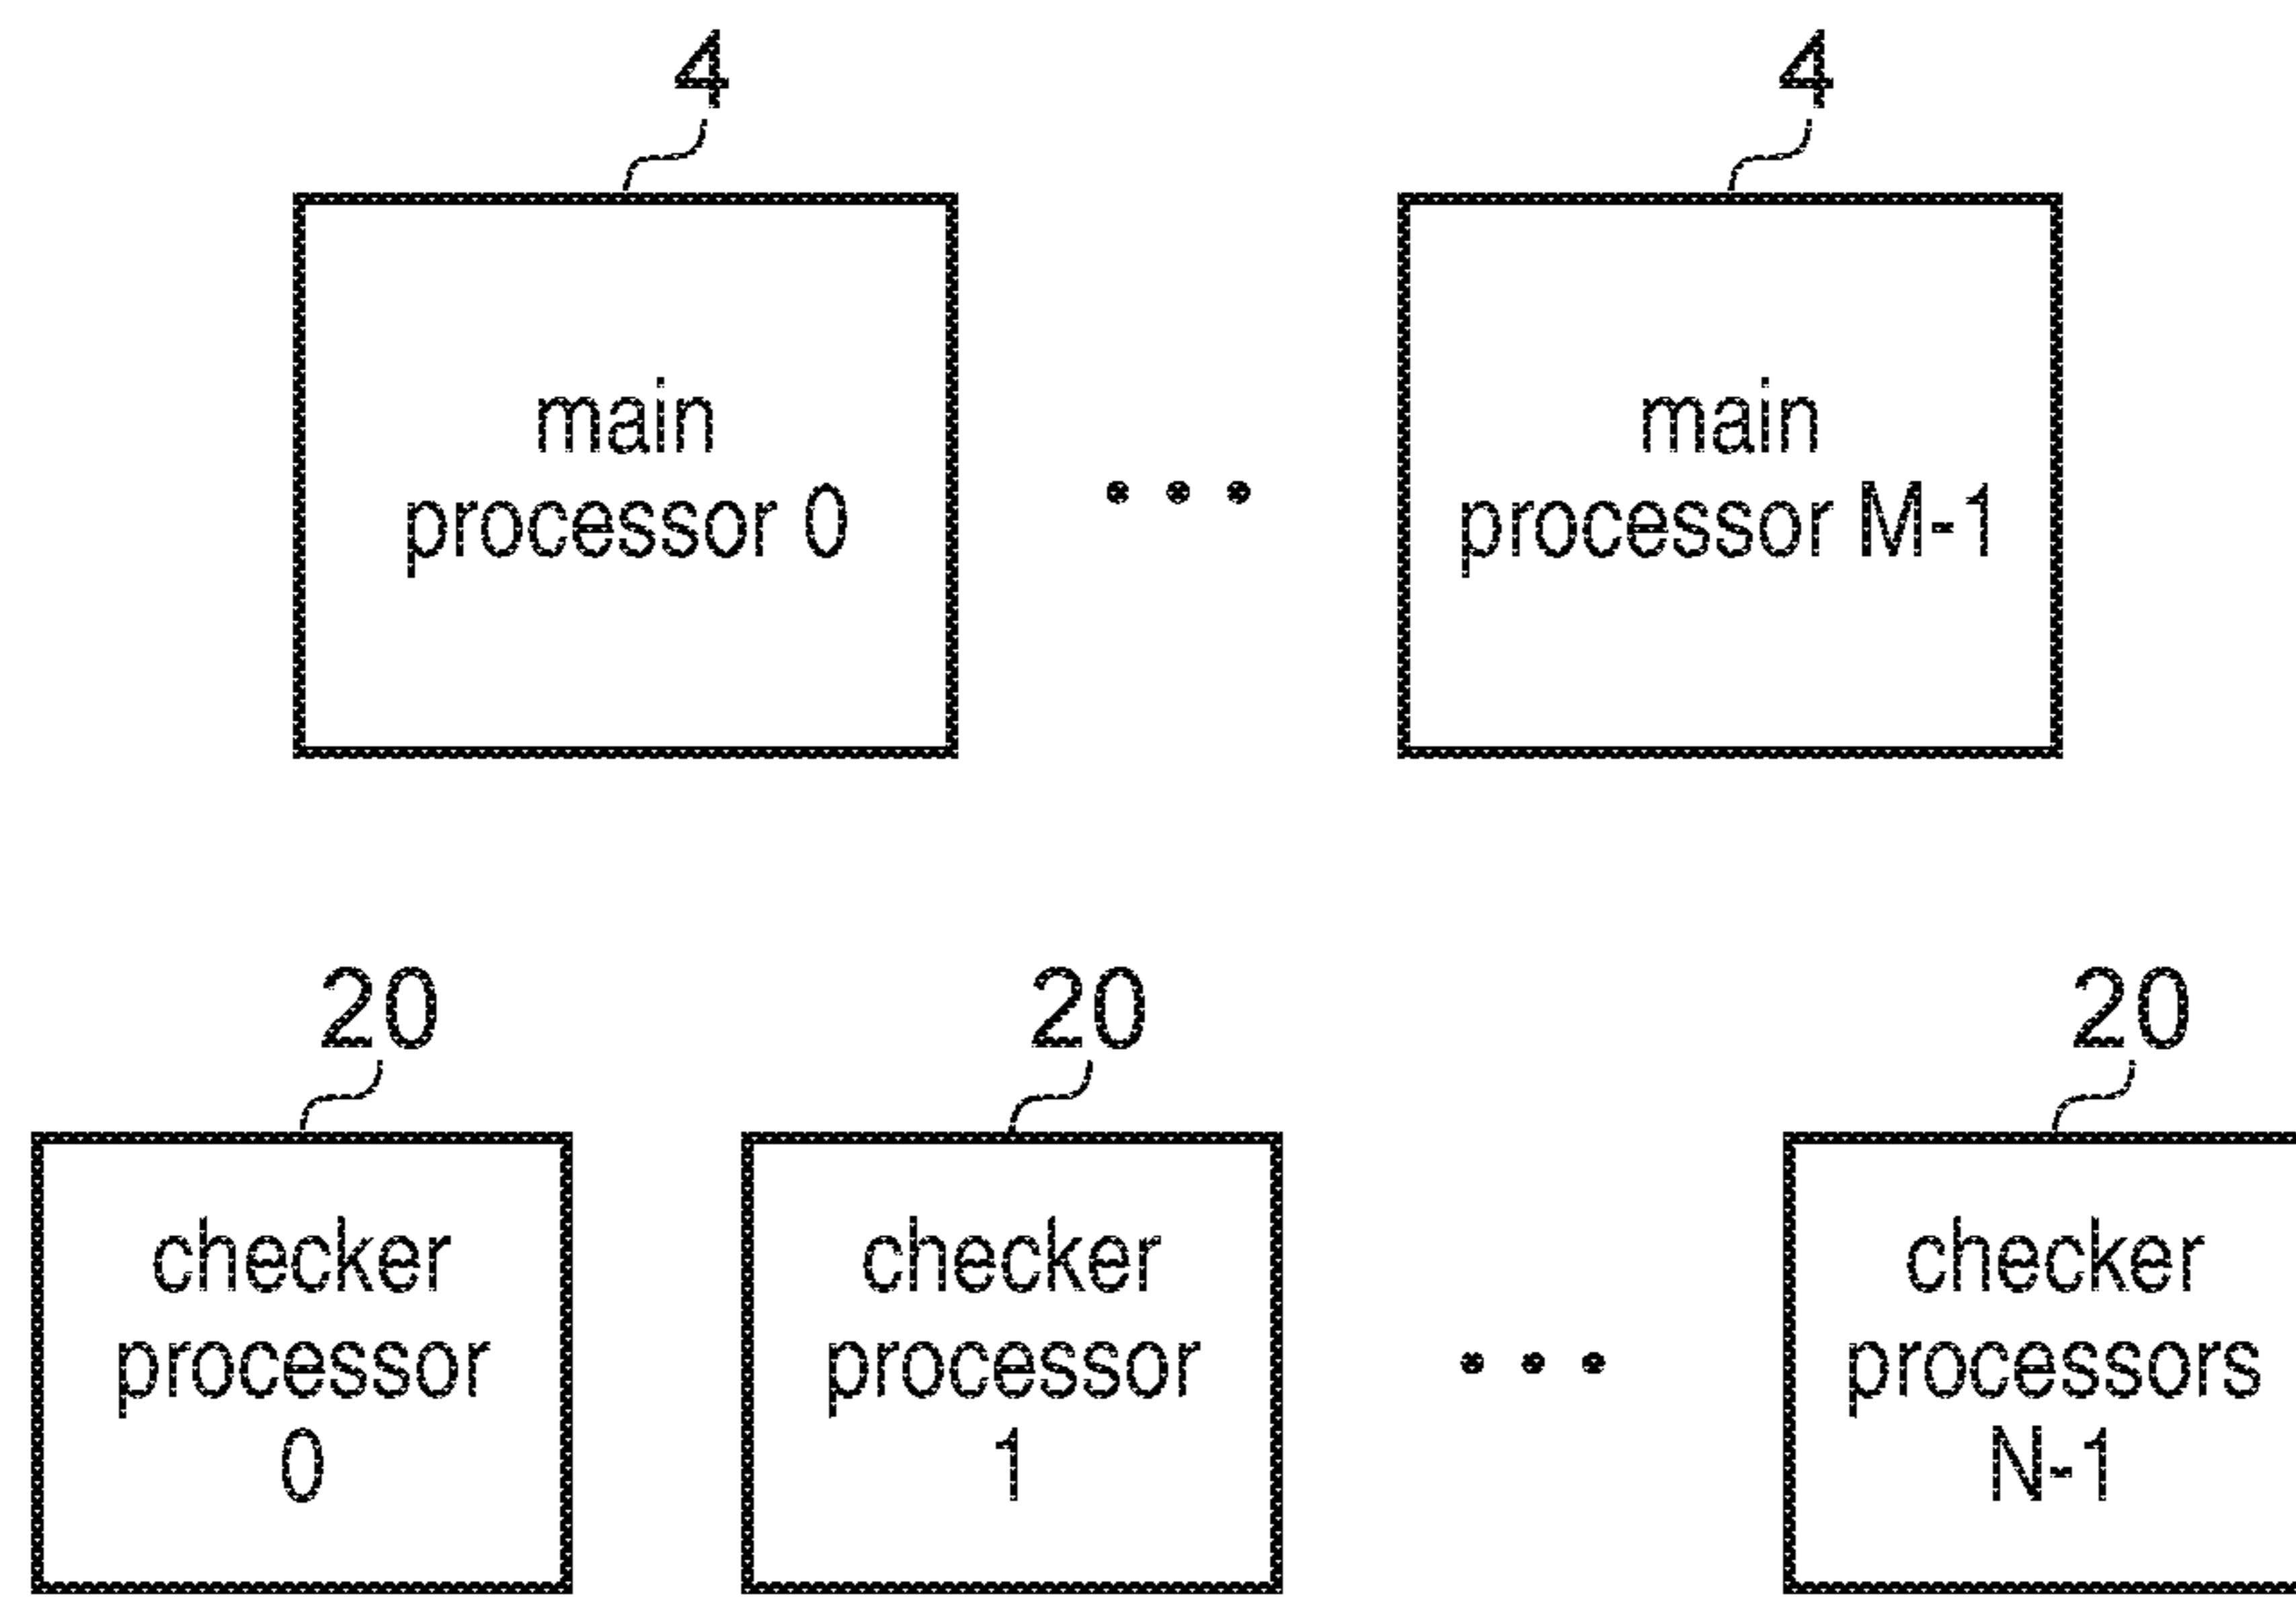 4
4
main
processor 0
main
processor M-1
20
20
20
checker
processor
0
checker
processor
1
checker
processors
N-1